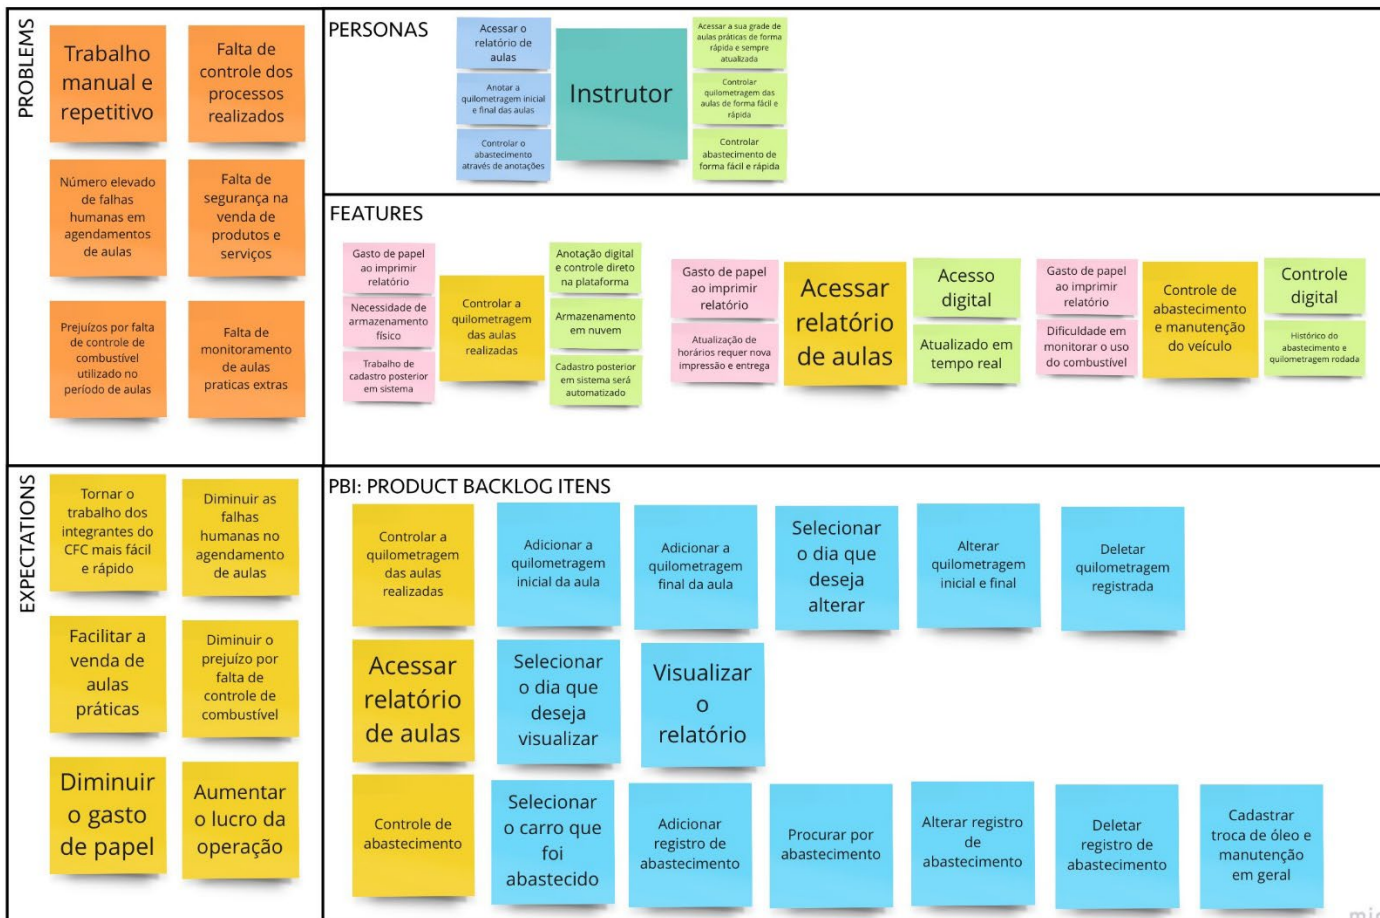 PROBLEMS
Trabalho
manual e
repetitivo
Falta de
controle dos
processos
realizados
Número elevado
de falhas
humanas em
agendamentos
de aulas
Falta de
segurança na
venda de
produtos e
serviços
Prejuízos por falta
de controle de
combustível
utilizado no
período de aulas
Falta de
monitoramento
de aulas
praticas extras
PERSONAS
Acessar o
relatório de
aulas
Anotar a
quilometragem inicial
e final das aulas
Controlar o
abastecimento
através de anotações
Instrutor
Acessar a sua grade de
aulas práticas de forma
rápida e sempre
atualizada
Controlar
quilometragem das
aulas de forma fácil e
rápida
Controlar
abastecimento de
forma fácil e rápida
FEATURES
Gasto de papel
ao imprimir
relatório
Necessidade de
armazenamento
físico
Trabalho de
cadastro posterior
em sistema
Controlar a
quilometragem
das aulas
realizadas
Anotação digital
e controle direto
na plataforma
Armazenamento
em nuvem
Cadastro posterior
em sistema será
automatizado
Gasto de papel
ao imprimir
relatório
Atualização de
horários requer nova
impressão e entrega
Acessar
relatório
de aulas
Acesso
digital
Atualizado em
tempo real
Gasto de papel
ao imprimir
relatório
Dificuldade em
monitorar o uso
do combustível
Controle de
abastecimento
e manutenção
do veículo
Controle
digital
Histórico do
abastecimento e
quilometragem rodada
EXPECTATIONS
Tornar o
trabalho dos
integrantes do
CFC mais fácil
e rápido
Diminuir as
falhas
humanas no
agendamento
de aulas
Facilitar a
venda de
aulas
práticas
Diminuir o
prejuízo por
falta de
controle de
combustível
Diminuir
o gasto
de papel
Aumentar
o lucro da
operação
PBI: PRODUCT BACKLOG ITENS
Controlar a
quilometragem
das aulas
realizadas
Adicionar a
quilometragem
inicial da aula
Adicionar a
quilometragem
final da aula
Selecionar
o dia que
deseja
alterar
Alterar
quilometragem
inicial e final
Deletar
quilometragem
registrada
Acessar
relatório
de aulas
Selecionar
o dia que
deseja
visualizar
Visualizar
o
relatório
Controle de
abastecimento
Selecionar
o carro que
foi
abastecido
Adicionar
registro de
abastecimento
Procurar por
abastecimento
Alterar registro
de
abastecimento
Deletar
registro de
abastecimento
Cadastrar
troca de óleo e
manutenção
em geral